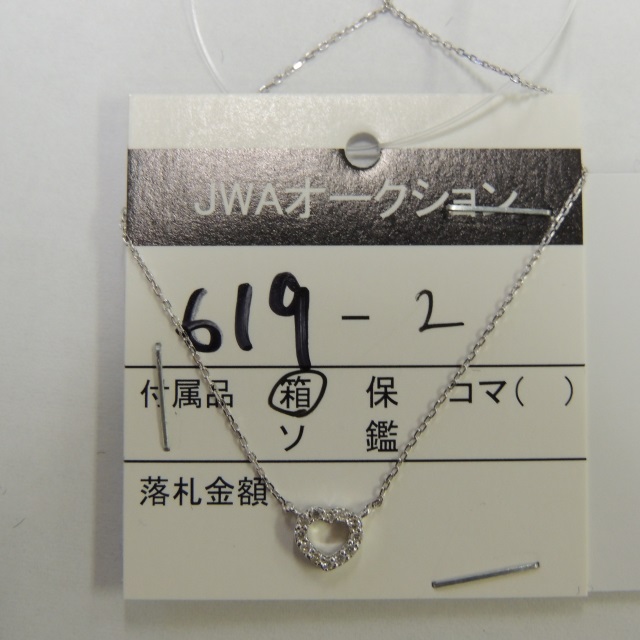 JWAオークション
619-2
付属品 箱 保 コマ( )
ソ 鑑
落札金額